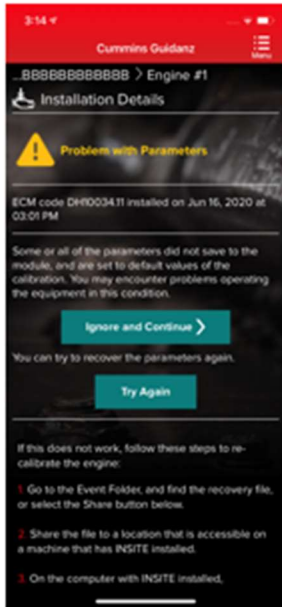 3:14
Cummins Guidanz
Menu
...BBBBBBBBBBBB > Engine #1
Installation Details
Problem with Parameters
ECM code DH10034.11 installed on Jun 16, 2020 at
03:01 PM
Some or all of the parameters did not save to the
module, and are set to default values of the
calibration. You may encounter problems operating
the equipment in this condition.
Ignore and Continue
You can try to recover the parameters again.
Try Again
If this does not work, follow these steps to re-
calibrate the engine:
1. Go to the Event Folder, and find the recovery file,
or select the Share button below.
2. Share the file to a location that is accessible on
a machine that has INSITE installed.
3. On the computer with INSITE installed,